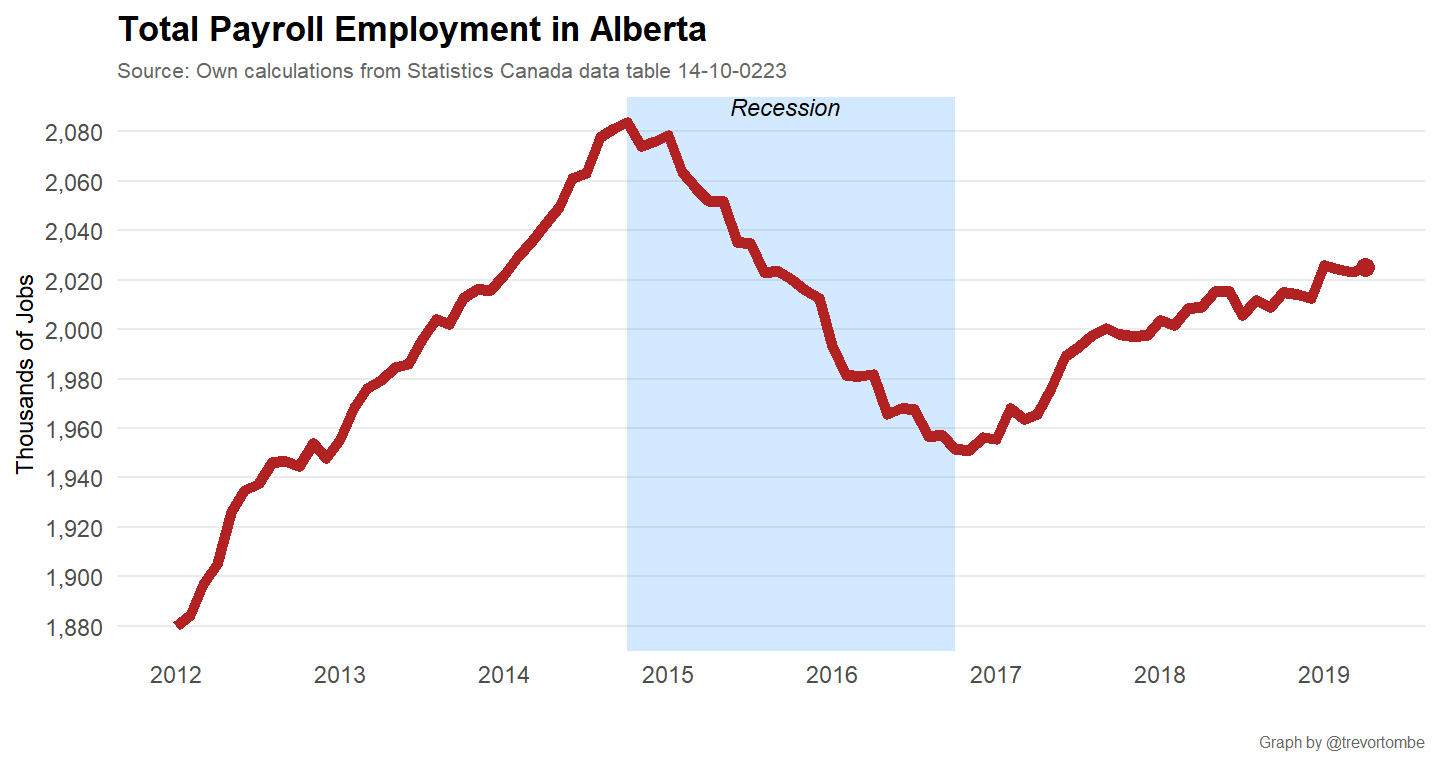 Total Payroll Employment in Alberta
Source: Own calculations from Statistics Canada data table 14-10-0223
Recession
Thousands of Jobs
2,080
2,060
2,040
2,020
2,000
1,980
1,960
1,940
1,920
1,900
1,880
2012 2013 2014 2015 2016 2017 2018 2019
Graph by @trevortombe